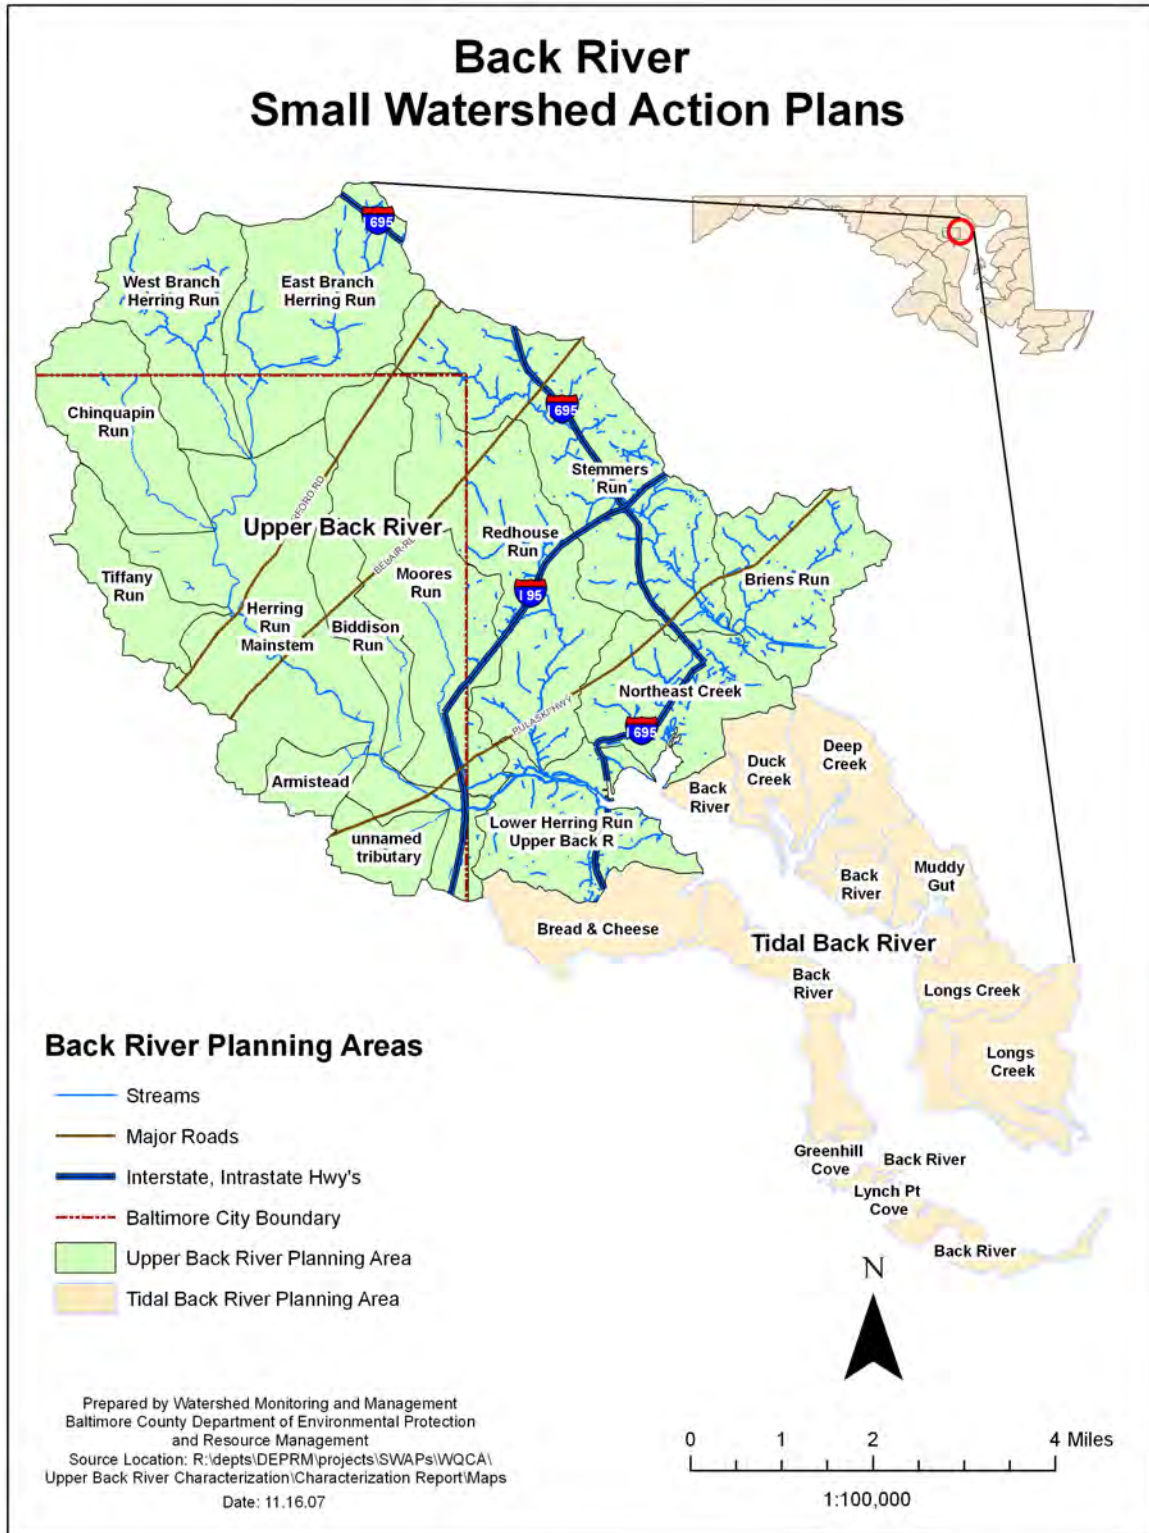 Back River
Small Watershed Action Plans
I 695
West Branch
Herring Run
East Branch
Herring Run
Chinquapin
Run
I 695
Stemmers
Run
Upper Back River
Redhouse
Run
BELAIR RD
Tiffany
Run
Moores
Run
I 95
Briens Run
Herring
Run
Mainstem
Biddison
Run
Northeast Creek
PULASKI HWY
I 695
Armistead
Duck
Creek
Deep
Creek
Back
River
unnamed
tributary
Lower Herring Run
Upper Back R
Back
River
Muddy
Gut
Bread & Cheese
Tidal Back River
Back
River
Longs Creek
Longs
Creek
Greenhill
Cove
Back River
Lynch Pt
Cove
Back River
Back River Planning Areas
Streams
Major Roads
Interstate, Intrastate Hwy's
Baltimore City Boundary
Upper Back River Planning Area
Tidal Back River Planning Area
N
Prepared by Watershed Monitoring and Management
Baltimore County Department of Environmental Protection
and Resource Management
Source Location: R:\depts\DEPRM\projects\SWAPs\WQCA\
Upper Back River Characterization\Characterization Report\Maps
Date: 11.16.07
0 1 2 4 Miles
1:100,000